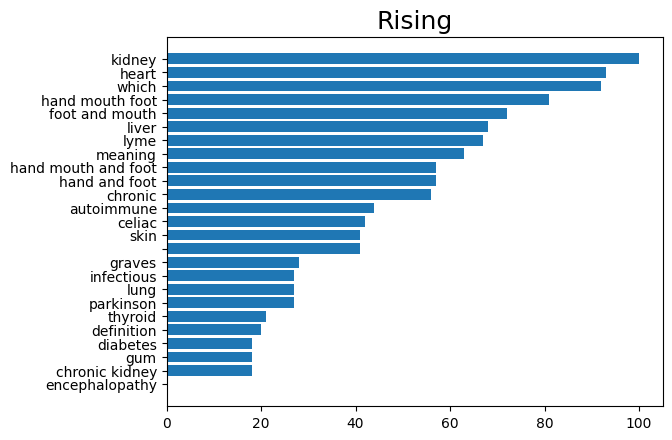 Rising
kidney
heart
which
hand mouth foot
foot and mouth
liver
lyme
meaning
hand mouth and foot
hand and foot
chronic
autoimmune
celiac
skin
graves
infectious
lung
parkinson
thyroid
definition
diabetes
gum
chronic kidney
encephalopathy
0 20 40 60 80 100